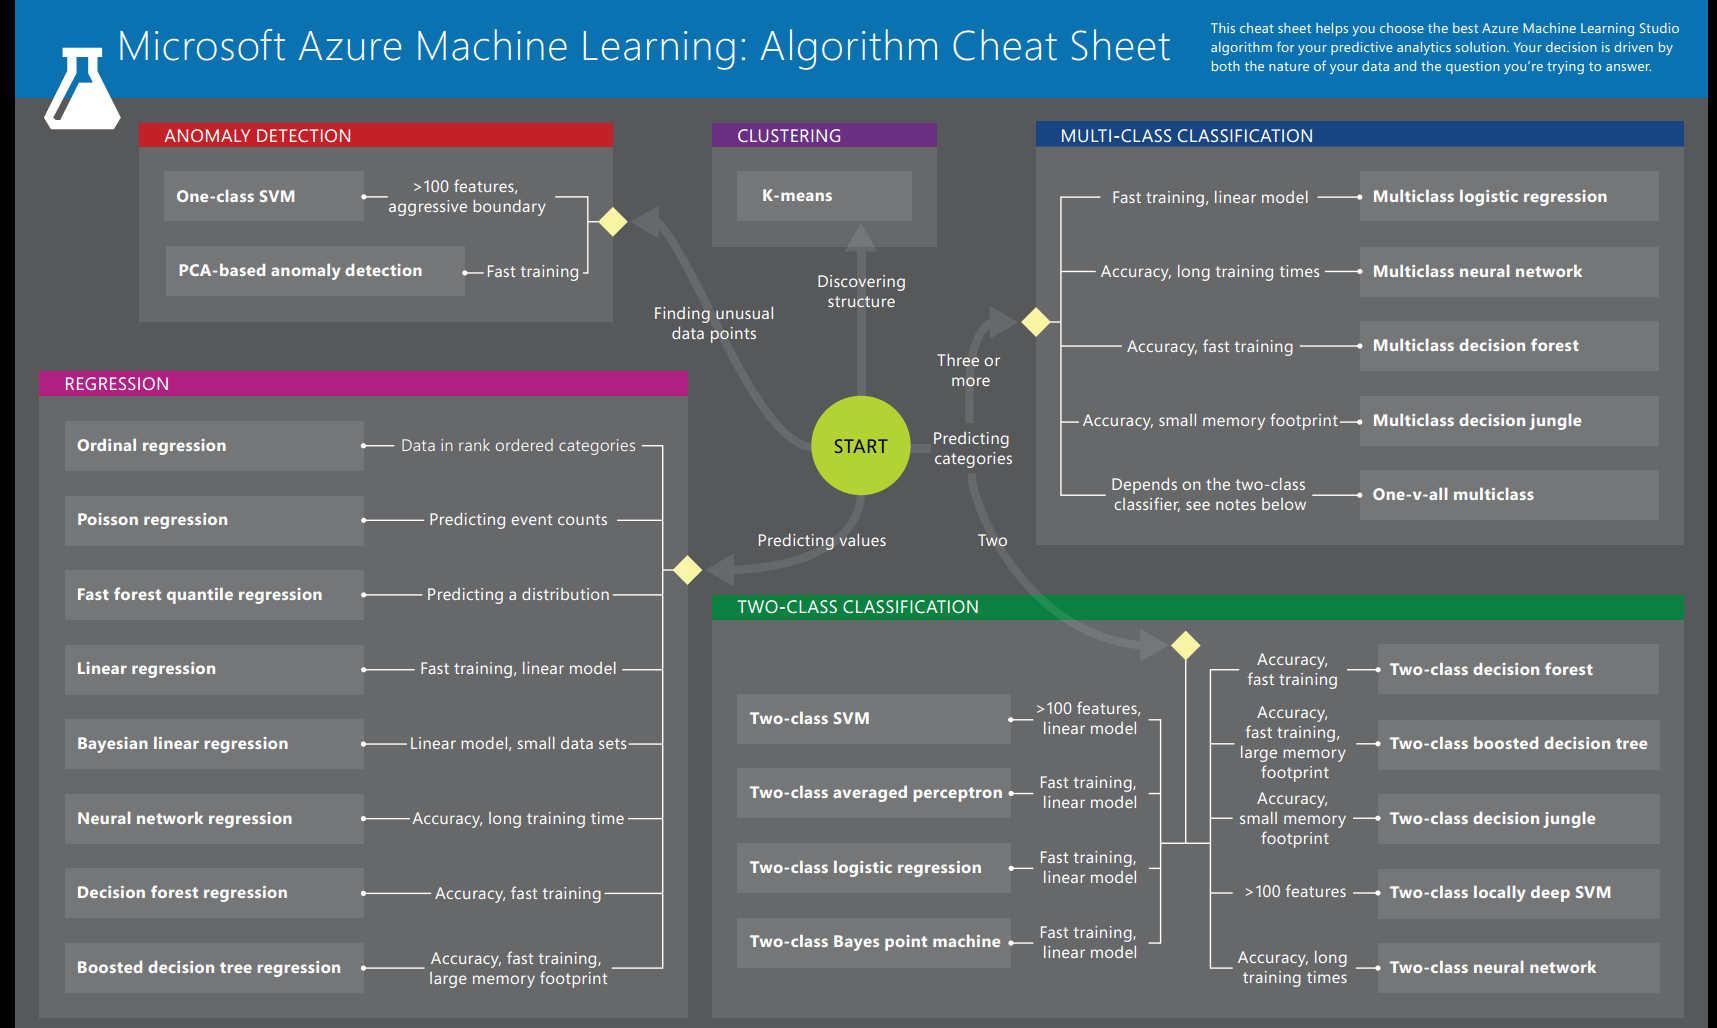 Microsoft Azure Machine Learning: Algorithm Cheat Sheet
This cheat sheet helps you choose the best Azure Machine Learning Studio
algorithm for your predictive analytics solution. Your decision is driven by
both the nature of your data and the question you’re trying to answer.
ANOMALY DETECTION
One-class SVM
>100 features,
aggressive boundary
PCA-based anomaly detection
Fast training
CLUSTERING
K-means
Discovering
structure
Finding unusual
data points
Three or
more
START
Predicting
categories
Predicting values
Two
MULTI-CLASS CLASSIFICATION
Fast training, linear model
Multiclass logistic regression
Accuracy, long training times
Multiclass neural network
Accuracy, fast training
Multiclass decision forest
Accuracy, small memory footprint
Multiclass decision jungle
Depends on the two-class
classifier, see notes below
One-v-all multiclass
REGRESSION
Ordinal regression
Data in rank ordered categories
Poisson regression
Predicting event counts
Fast forest quantile regression
Predicting a distribution
Linear regression
Fast training, linear model
Bayesian linear regression
Linear model, small data sets
Neural network regression
Accuracy, long training time
Decision forest regression
Accuracy, fast training
Boosted decision tree regression
Accuracy, fast training,
large memory footprint
TWO-CLASS CLASSIFICATION
Two-class SVM
>100 features,
linear model
Two-class averaged perceptron
Fast training,
linear model
Two-class logistic regression
Fast training,
linear model
Two-class Bayes point machine
Fast training,
linear model
Accuracy,
fast training
Two-class decision forest
Accuracy,
fast training,
large memory
footprint
Two-class boosted decision tree
Accuracy,
small memory
footprint
Two-class decision jungle
>100 features
Two-class locally deep SVM
Accuracy, long
training times
Two-class neural network